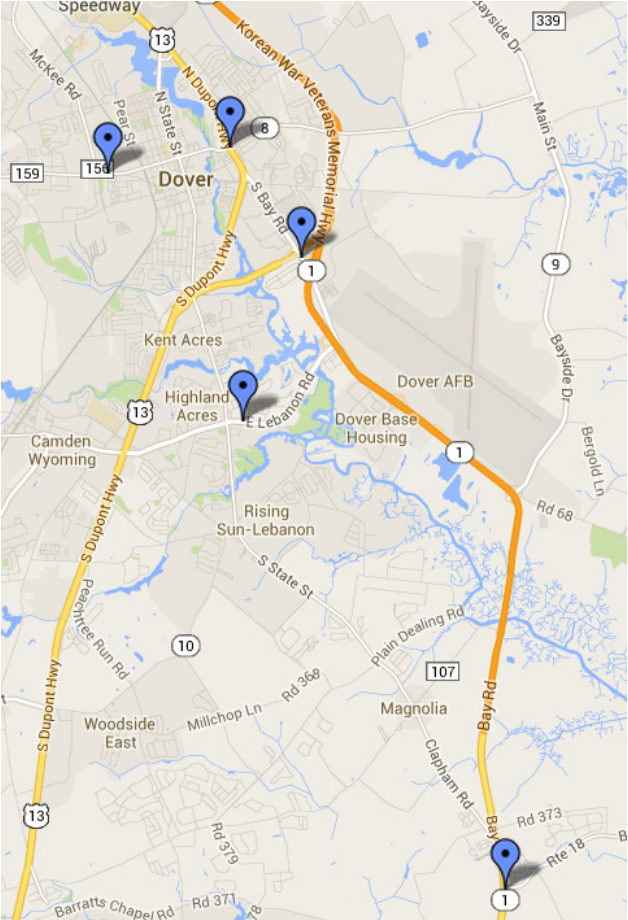 Speedway
13
339
Bayside Dr
McKee Rd
Korean War Veterans Memorial Hwy
N Dupont Hwy
Pear St
N State St
Main St
8
156
159
Dover
S Bay Rd
9
1
S Dupont Hwy
Kent Acres
Bayside Dr
Dover AFB
Highland
Acres
E Lebanon Rd
13
Dover Base
Housing
Camden
Wyoming
1
Bergold Ln
S Dupont Hwy
Rising
Sun-Lebanon
Rd 68
S State St
Peachtree Run Rd
Plain Dealing Rd
10
107
Rd 368
S Dupont Hwy
Millchop Ln
Magnolia
Bay Rd
Woodside
East
Clapham Rd
13
Rd 373
Bay
Rd 379
Rte 18
B
1
Barratts Chapel Rd
Rd 371
78